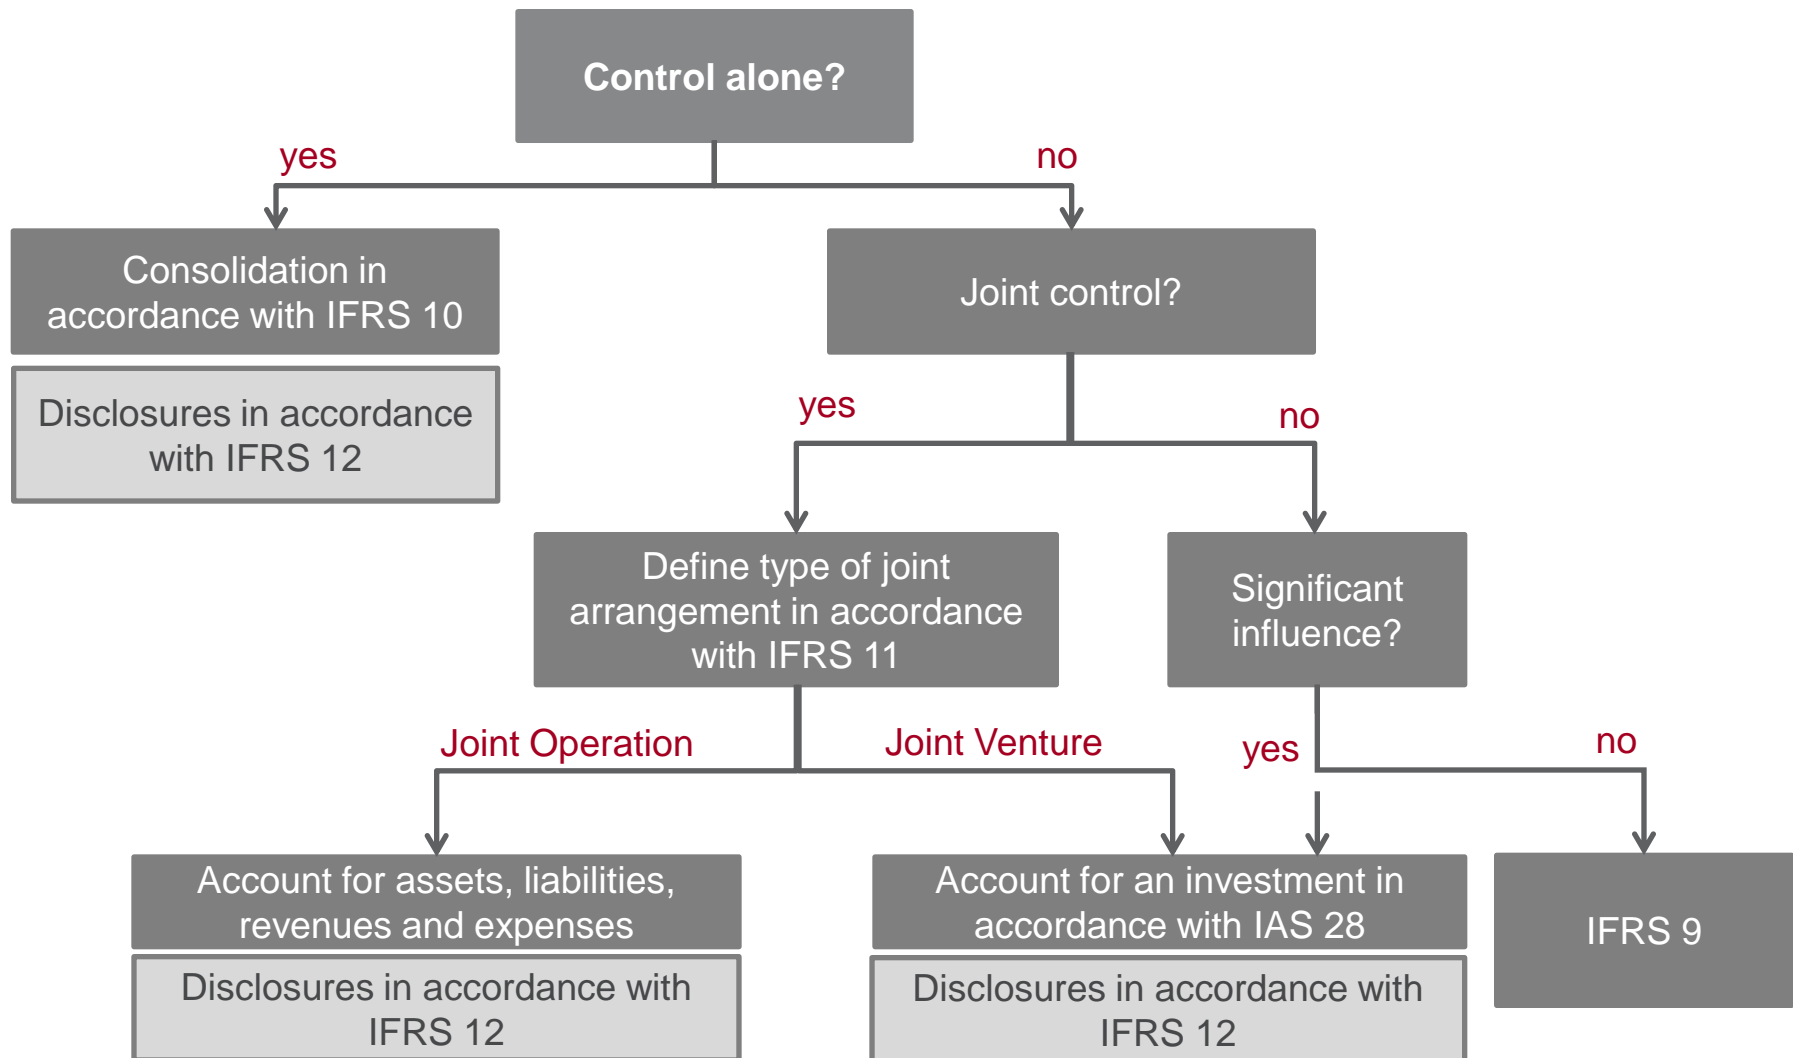 Control alone?
yes
no
Consolidation in
accordance with IFRS 10
Joint control?
Disclosures in accordance
with IFRS 12
yes
no
Define type of joint
arrangement in accordance
with IFRS 11
Significant
influence?
Joint Operation
Joint Venture
yes
no
Account for assets, liabilities,
revenues and expenses
Account for an investment in
accordance with IAS 28
IFRS 9
Disclosures in accordance with
IFRS 12
Disclosures in accordance with
IFRS 12